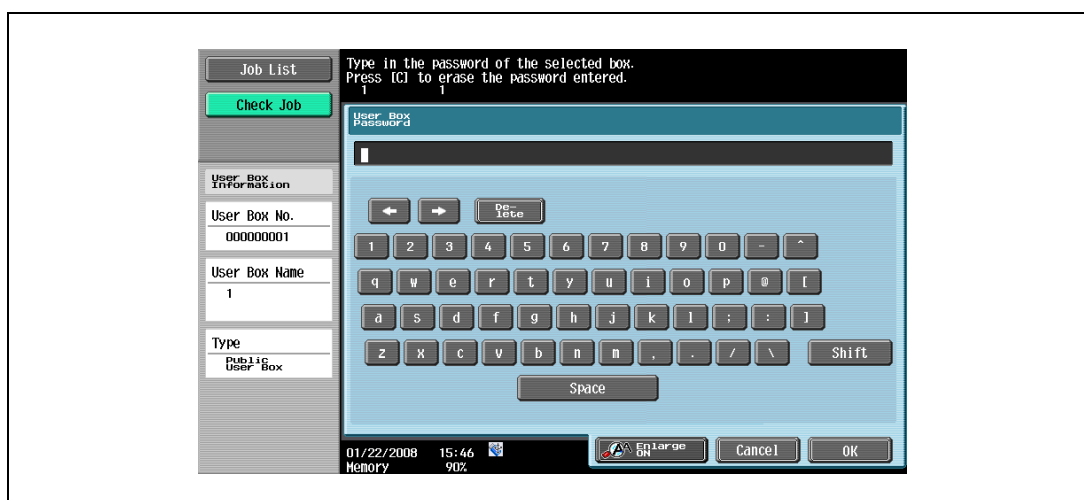 Job List
Check Job
Type in the password of the selected box.
Press [C] to erase the password entered.
1 1
User Box
Password
User Box
Information
User Box No.
000000001
User Box Name
1
Type
Public
User Box
De-
lete
1 2 3 4 5 6 7 8 9 0 - ^
q w e r t y u i o p @ [
a s d f g h j k l ; : ]
z x c v b n m , . / \ Shift
Space
01/22/2008 15:46
Memory 90%
Enlarge
ON
Cancel
OK